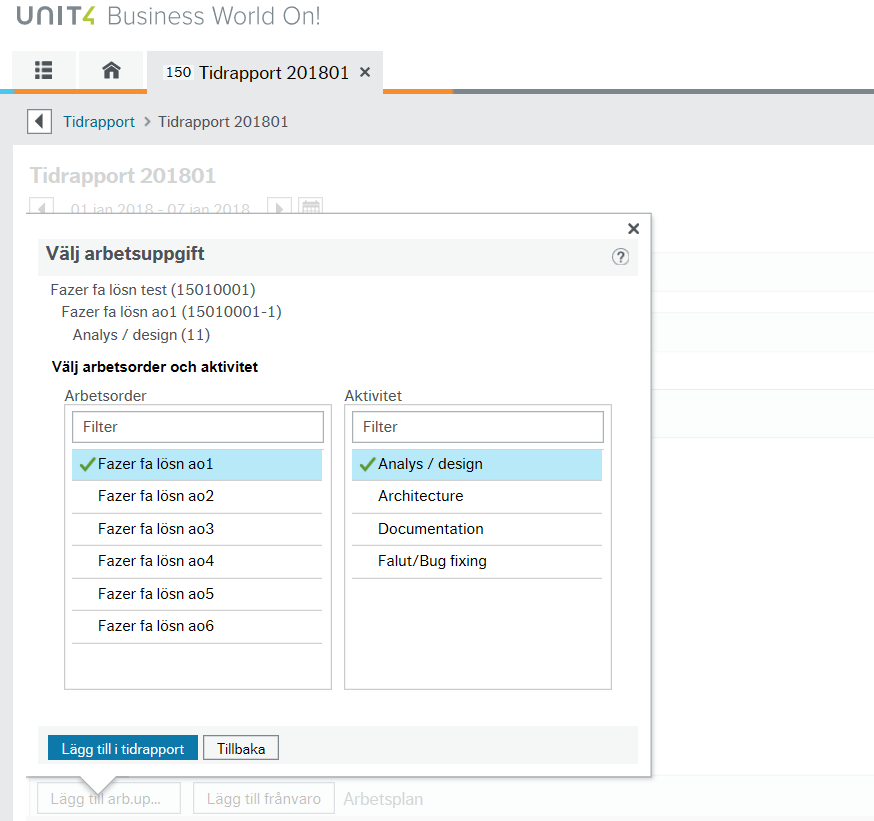 UNIT4 Business World On!
150 Tidrapport 201801 ×
Tidrapport > Tidrapport 201801
Tidrapport 201801
01 jan 2018 - 07 jan 2018
Välj arbetsuppgift
Fazer fa lösn test (15010001)
Fazer fa lösn ao1 (15010001-1)
Analys / design (11)
Välj arbetsorder och aktivitet
Arbetsorder
Filter
Fazer fa lösn ao1
Fazer fa lösn ao2
Fazer fa lösn ao3
Fazer fa lösn ao4
Fazer fa lösn ao5
Fazer fa lösn ao6
Aktivitet
Filter
Analys / design
Architecture
Documentation
Falut/Bug fixing
Lägg till i tidrapport Tillbaka
Lägg till arb.up... Lägg till frånvaro Arbetsplan